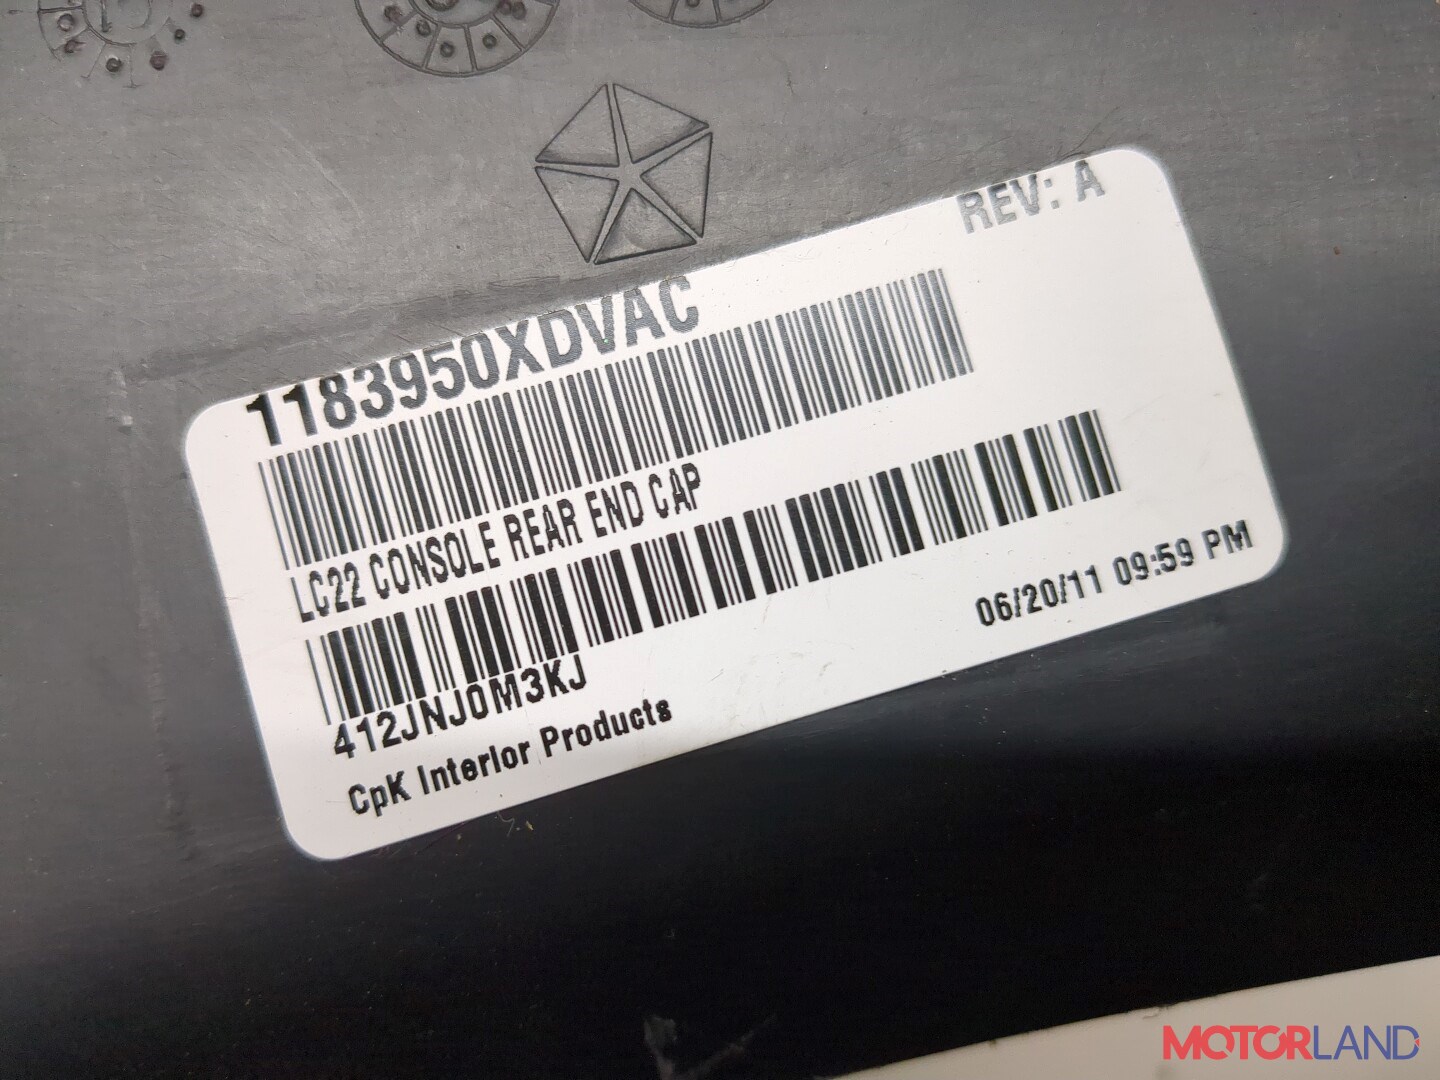 REV: A
1183950XDVAC
LC22 CONSOLE REAR END CAP
412JNJ0M3KJ
06/20/11 09:59 PM
CpK Interior Products
MOTORLAND